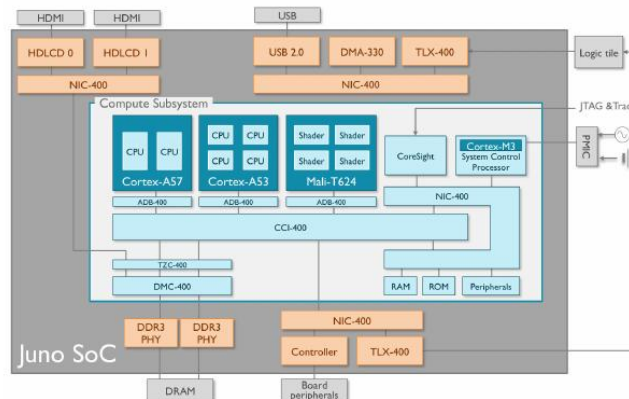 HDMI
HDMI
USB
HDLCD 0
HDLCD 1
USB 2.0
DMA-330
TLX-400
Logic tile
NIC-400
NIC-400
Compute Subsystem
JTAG &Trac
CPU
CPU
CPU
CPU
CPU
CPU
Shader
Shader
Shader
Shader
CoreSight
Cortex-M3
System Control
Processor
PMIC
Cortex-A57
Cortex-A53
Mali-T624
ADB-400
ADB-400
ADB-400
NIC-400
CCI-400
TZC-400
DMC-400
RAM
ROM
Peripherals
DDR3
PHY
DDR3
PHY
NIC-400
Controller
TLX-400
Juno SoC
DRAM
Board
peripherals